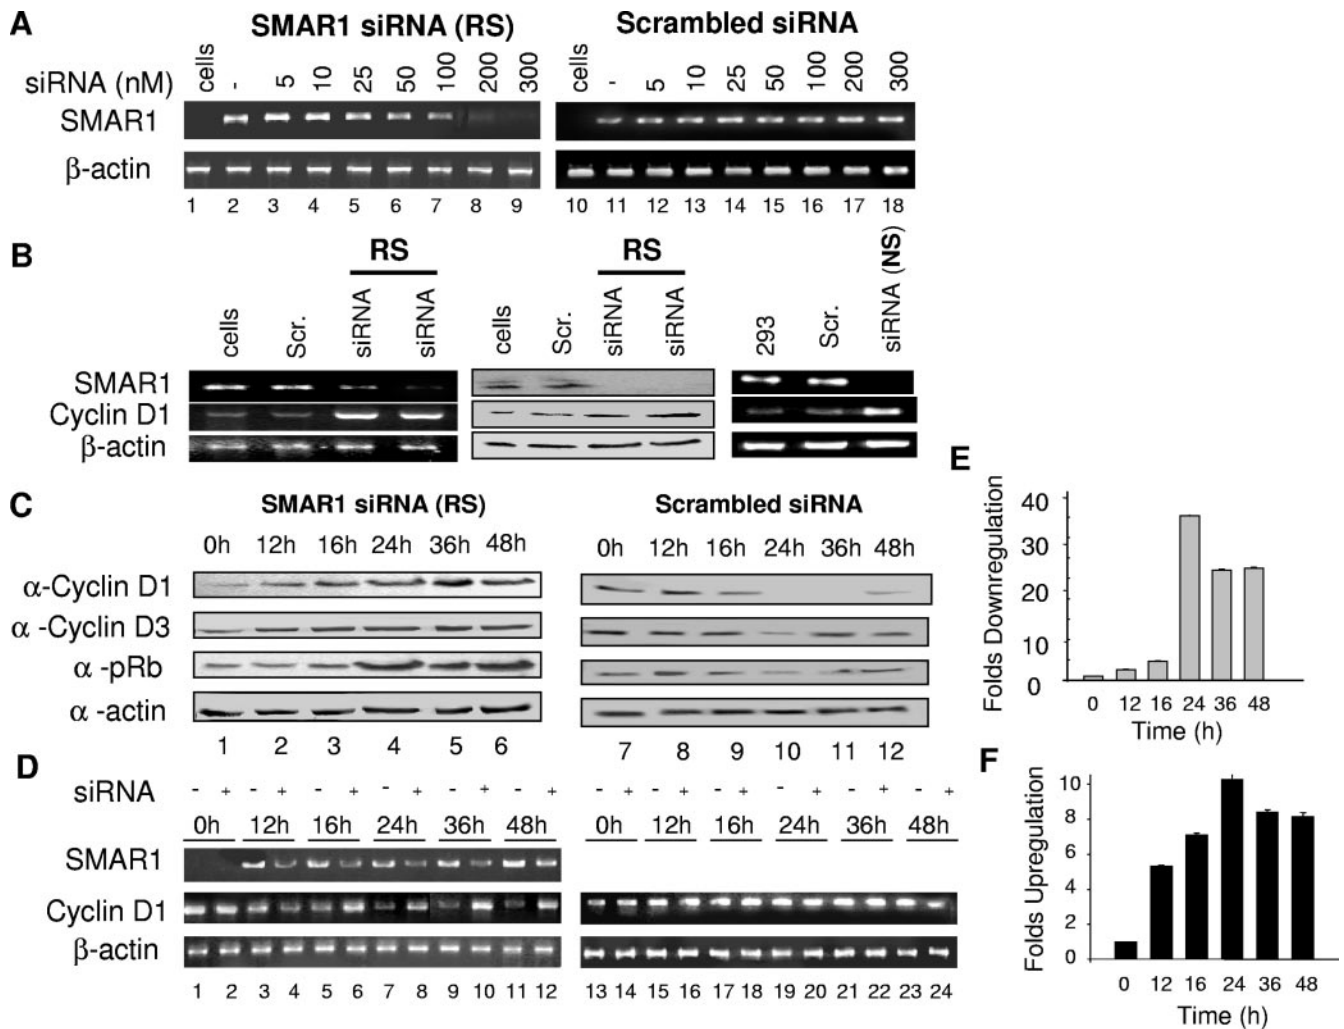 A
SMAR1 siRNA (RS)
Scrambled siRNA
siRNA (nM) cells - 5 10 25 50 100 200 300 cells - 5 10 25 50 100 200 300
SMAR1
β-actin
1 2 3 4 5 6 7 8 9 10 11 12 13 14 15 16 17 18
B
RS RS
cells Scr. siRNA siRNA cells Scr. siRNA siRNA 293 Scr. siRNA (NS)
SMAR1
Cyclin D1
β-actin
C
SMAR1 siRNA (RS)
Scrambled siRNA
0h 12h 16h 24h 36h 48h 0h 12h 16h 24h 36h 48h
α-Cyclin D1
α -Cyclin D3
α -pRb
α -actin
1 2 3 4 5 6 7 8 9 10 11 12
D
siRNA - + - + - + - + - + - + - + - + - + - + - + - +
0h 12h 16h 24h 36h 48h 0h 12h 16h 24h 36h 48h
SMAR1
Cyclin D1
β-actin
1 2 3 4 5 6 7 8 9 10 11 12 13 14 15 16 17 18 19 20 21 22 23 24
E
Folds Downregulation
40
30
20
10
0
0 12 16 24 36 48
Time (h)
F
Folds Upregulation
10
8
6
4
2
0
0 12 16 24 36 48
Time (h)